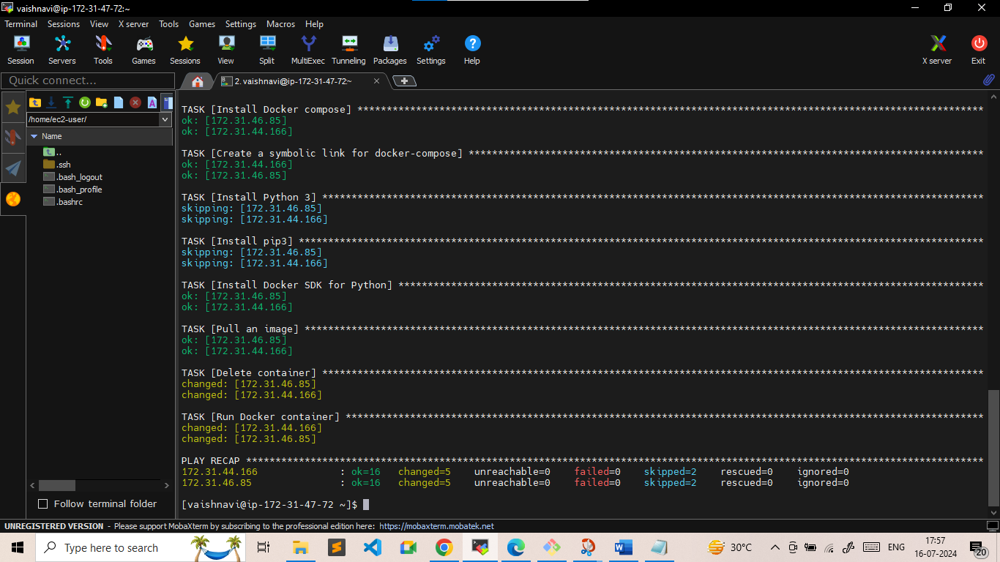 vaishnavi@ip-172-31-47-72:~
Terminal Sessions View X server Tools Games Settings Macros Help
Session Servers Tools Games Sessions View Split MultiExec Tunneling Packages Settings Help X server Exit
Quick connect...
2. vaishnavi@ip-172-31-47-72:~
/home/ec2-user/
Name
..
.ssh
.bash_logout
.bash_profile
.bashrc
Follow terminal folder
TASK [Install Docker compose] ***********************************************************************************************************
ok: [172.31.46.85]
ok: [172.31.44.166]
TASK [Create a symbolic link for docker-compose] ****************************************************************************************
ok: [172.31.44.166]
ok: [172.31.46.85]
TASK [Install Python 3] *****************************************************************************************************************
skipping: [172.31.46.85]
skipping: [172.31.44.166]
TASK [Install pip3] *********************************************************************************************************************
skipping: [172.31.46.85]
skipping: [172.31.44.166]
TASK [Install Docker SDK for Python] ****************************************************************************************************
ok: [172.31.46.85]
ok: [172.31.44.166]
TASK [Pull an image] ********************************************************************************************************************
ok: [172.31.46.85]
ok: [172.31.44.166]
TASK [Delete container] *****************************************************************************************************************
changed: [172.31.46.85]
changed: [172.31.44.166]
TASK [Run Docker container] *************************************************************************************************************
changed: [172.31.44.166]
changed: [172.31.46.85]
PLAY RECAP ******************************************************************************************************************************
172.31.44.166 : ok=16 changed=5 unreachable=0 failed=0 skipped=2 rescued=0 ignored=0
172.31.46.85 : ok=16 changed=5 unreachable=0 failed=0 skipped=2 rescued=0 ignored=0
[vaishnavi@ip-172-31-47-72 ~]$
UNREGISTERED VERSION - Please support MobaXterm by subscribing to the professional edition here: https://mobaxterm.mobatek.net
Type here to search
30°C
ENG
17:57
16-07-2024
20